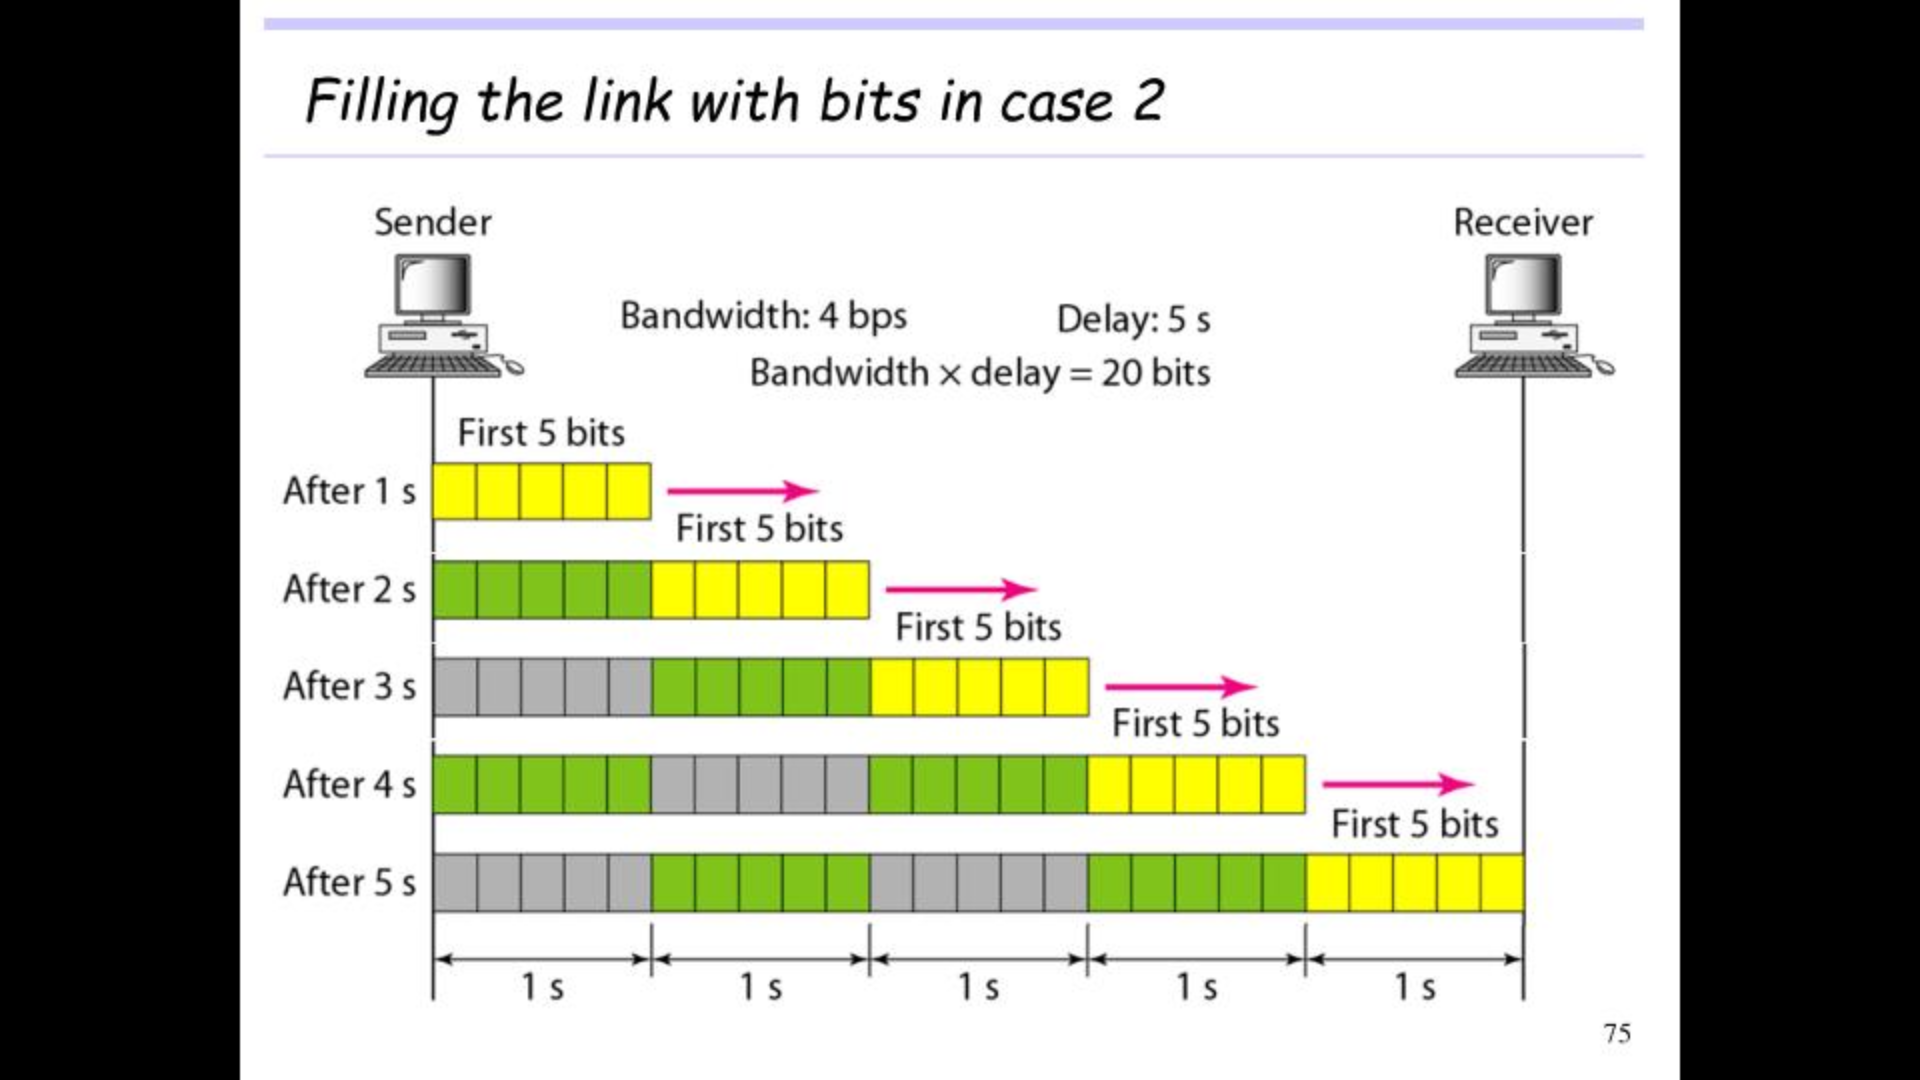 Filling the link with bits in case 2
Sender
Receiver
Bandwidth: 4 bps
Delay: 5 s
Bandwidth × delay = 20 bits
First 5 bits
After 1 s
First 5 bits
After 2 s
First 5 bits
After 3 s
First 5 bits
After 4 s
First 5 bits
After 5 s
1 s
1 s
1 s
1 s
1 s
75